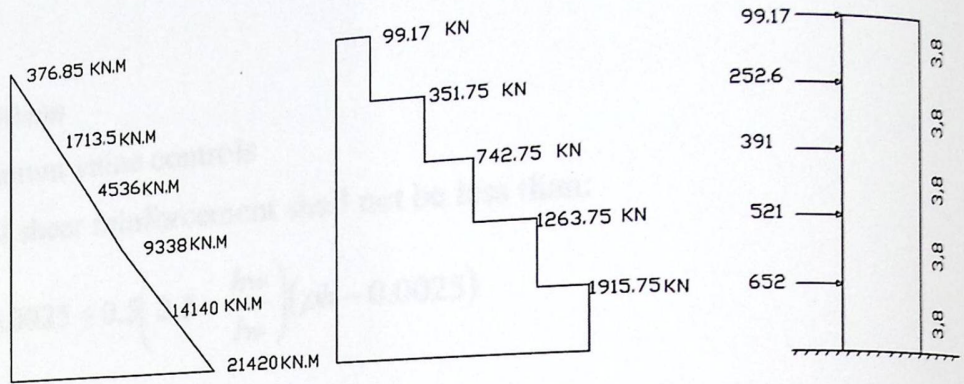 376.85 KN.M
1713.5 KN.M
4536 KN.M
9338 KN.M
14140 KN.M
21420 KN.M
99.17 KN
351.75 KN
742.75 KN
1263.75 KN
1915.75 KN
99.17
252.6
391
521
652
3,8
3,8
3,8
3,8
3,8
controls
shear reinforcement shall not be less than: